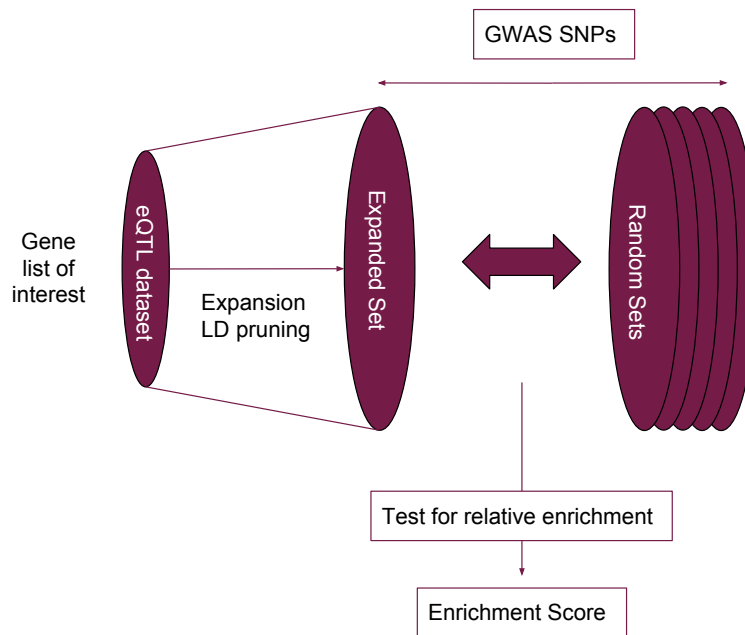 GWAS SNPs
Gene
list of
interest
eQTL dataset
Expansion
LD pruning
Expanded Set
Random Sets
Test for relative enrichment
Enrichment Score